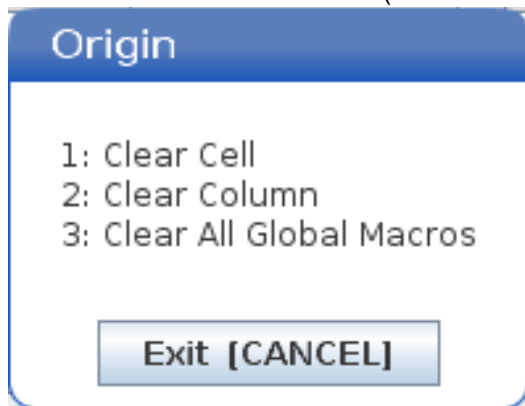 Origin
1: Clear Cell
2: Clear Column
3: Clear All Global Macros
Exit [CANCEL]